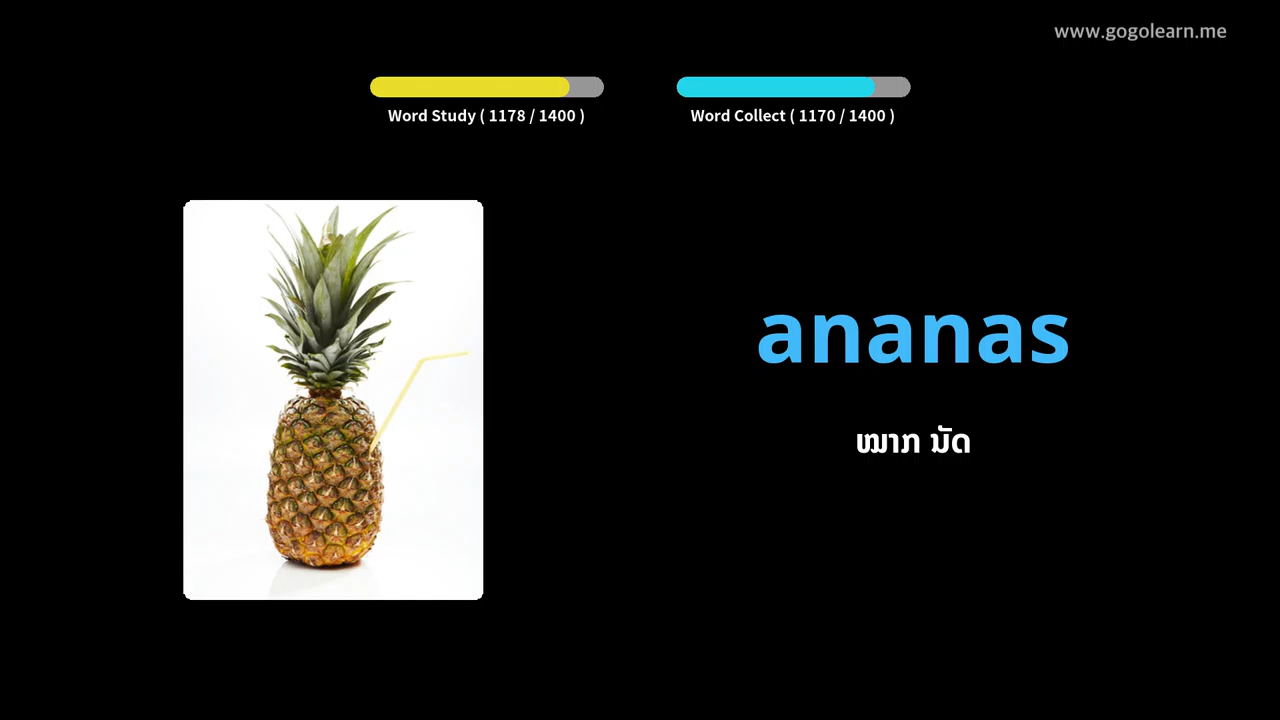 www.gogolearn.me
Word Study ( 1178 / 1400 )
Word Collect ( 1170 / 1400 )
ananas
ໝາກ ນັດ